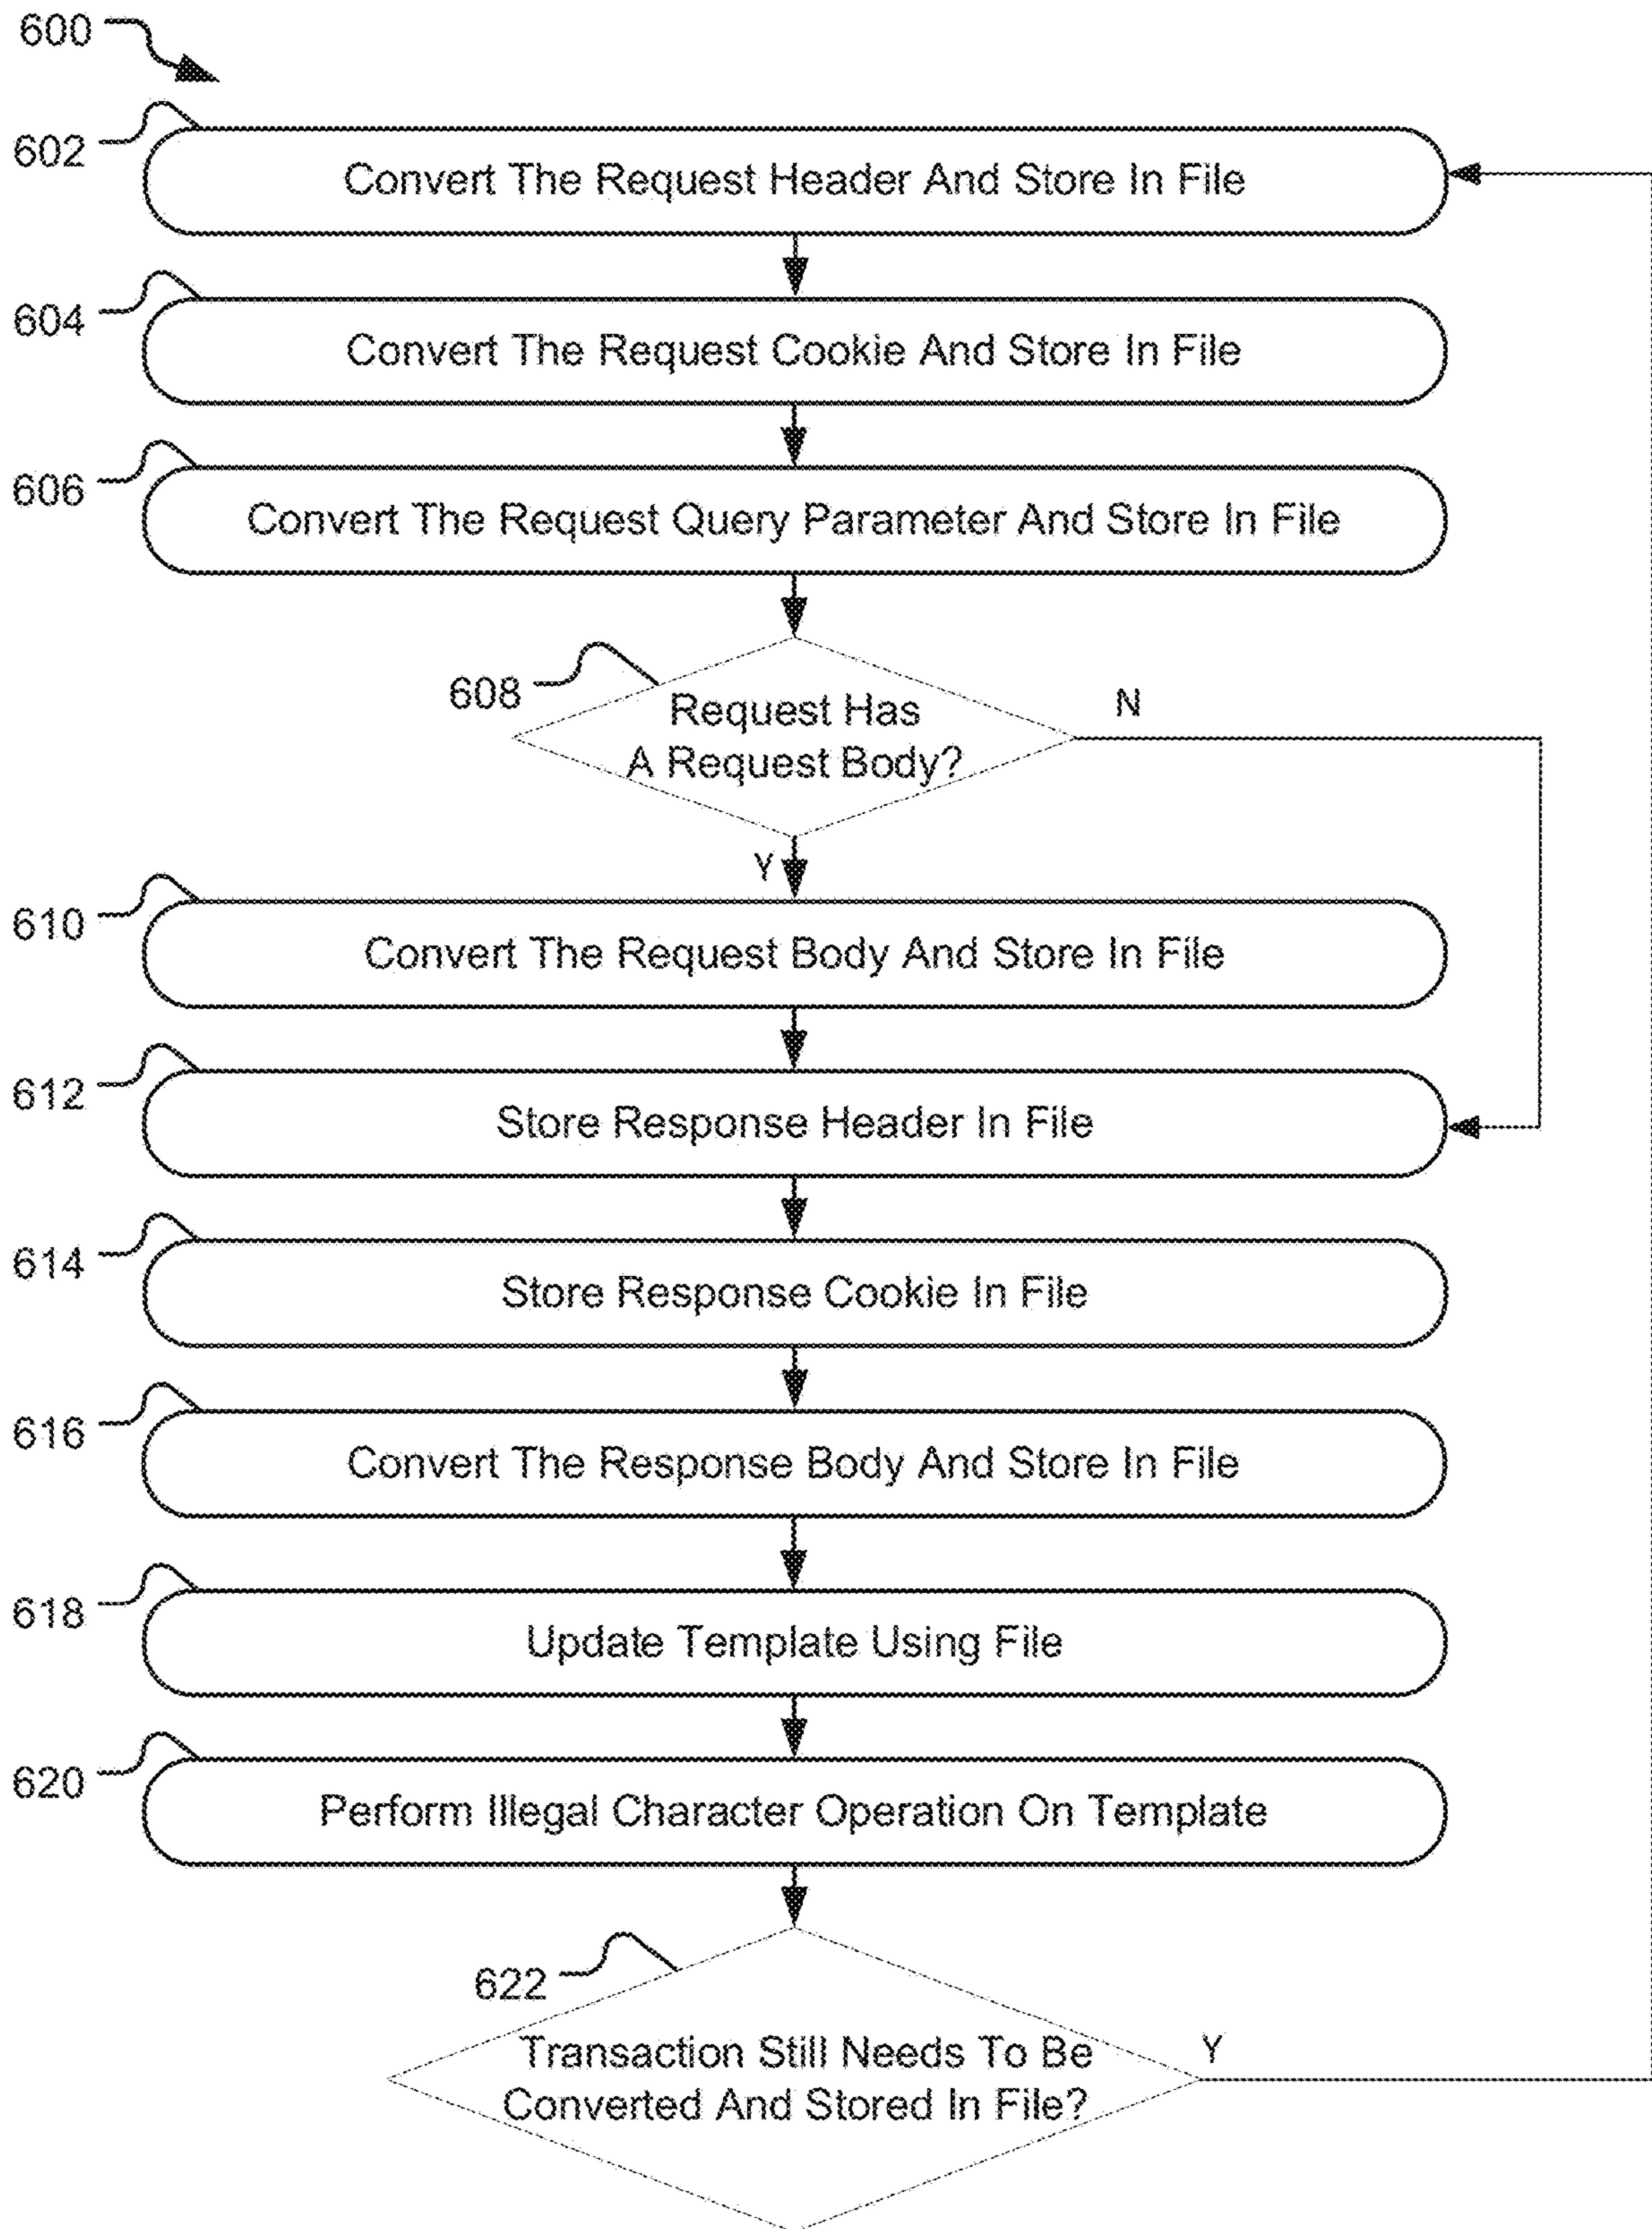 600
602
Convert The Request Header And Store In File
604
Convert The Request Cookie And Store In File
606
Convert The Request Query Parameter And Store In File
608
Request Has
A Request Body?
N
Y
610
Convert The Request Body And Store In File
612
Store Response Header In File
614
Store Response Cookie In File
616
Convert The Response Body And Store In File
618
Update Template Using File
620
Perform Illegal Character Operation On Template
622
Transaction Still Needs To Be
Converted And Stored In File?
Y